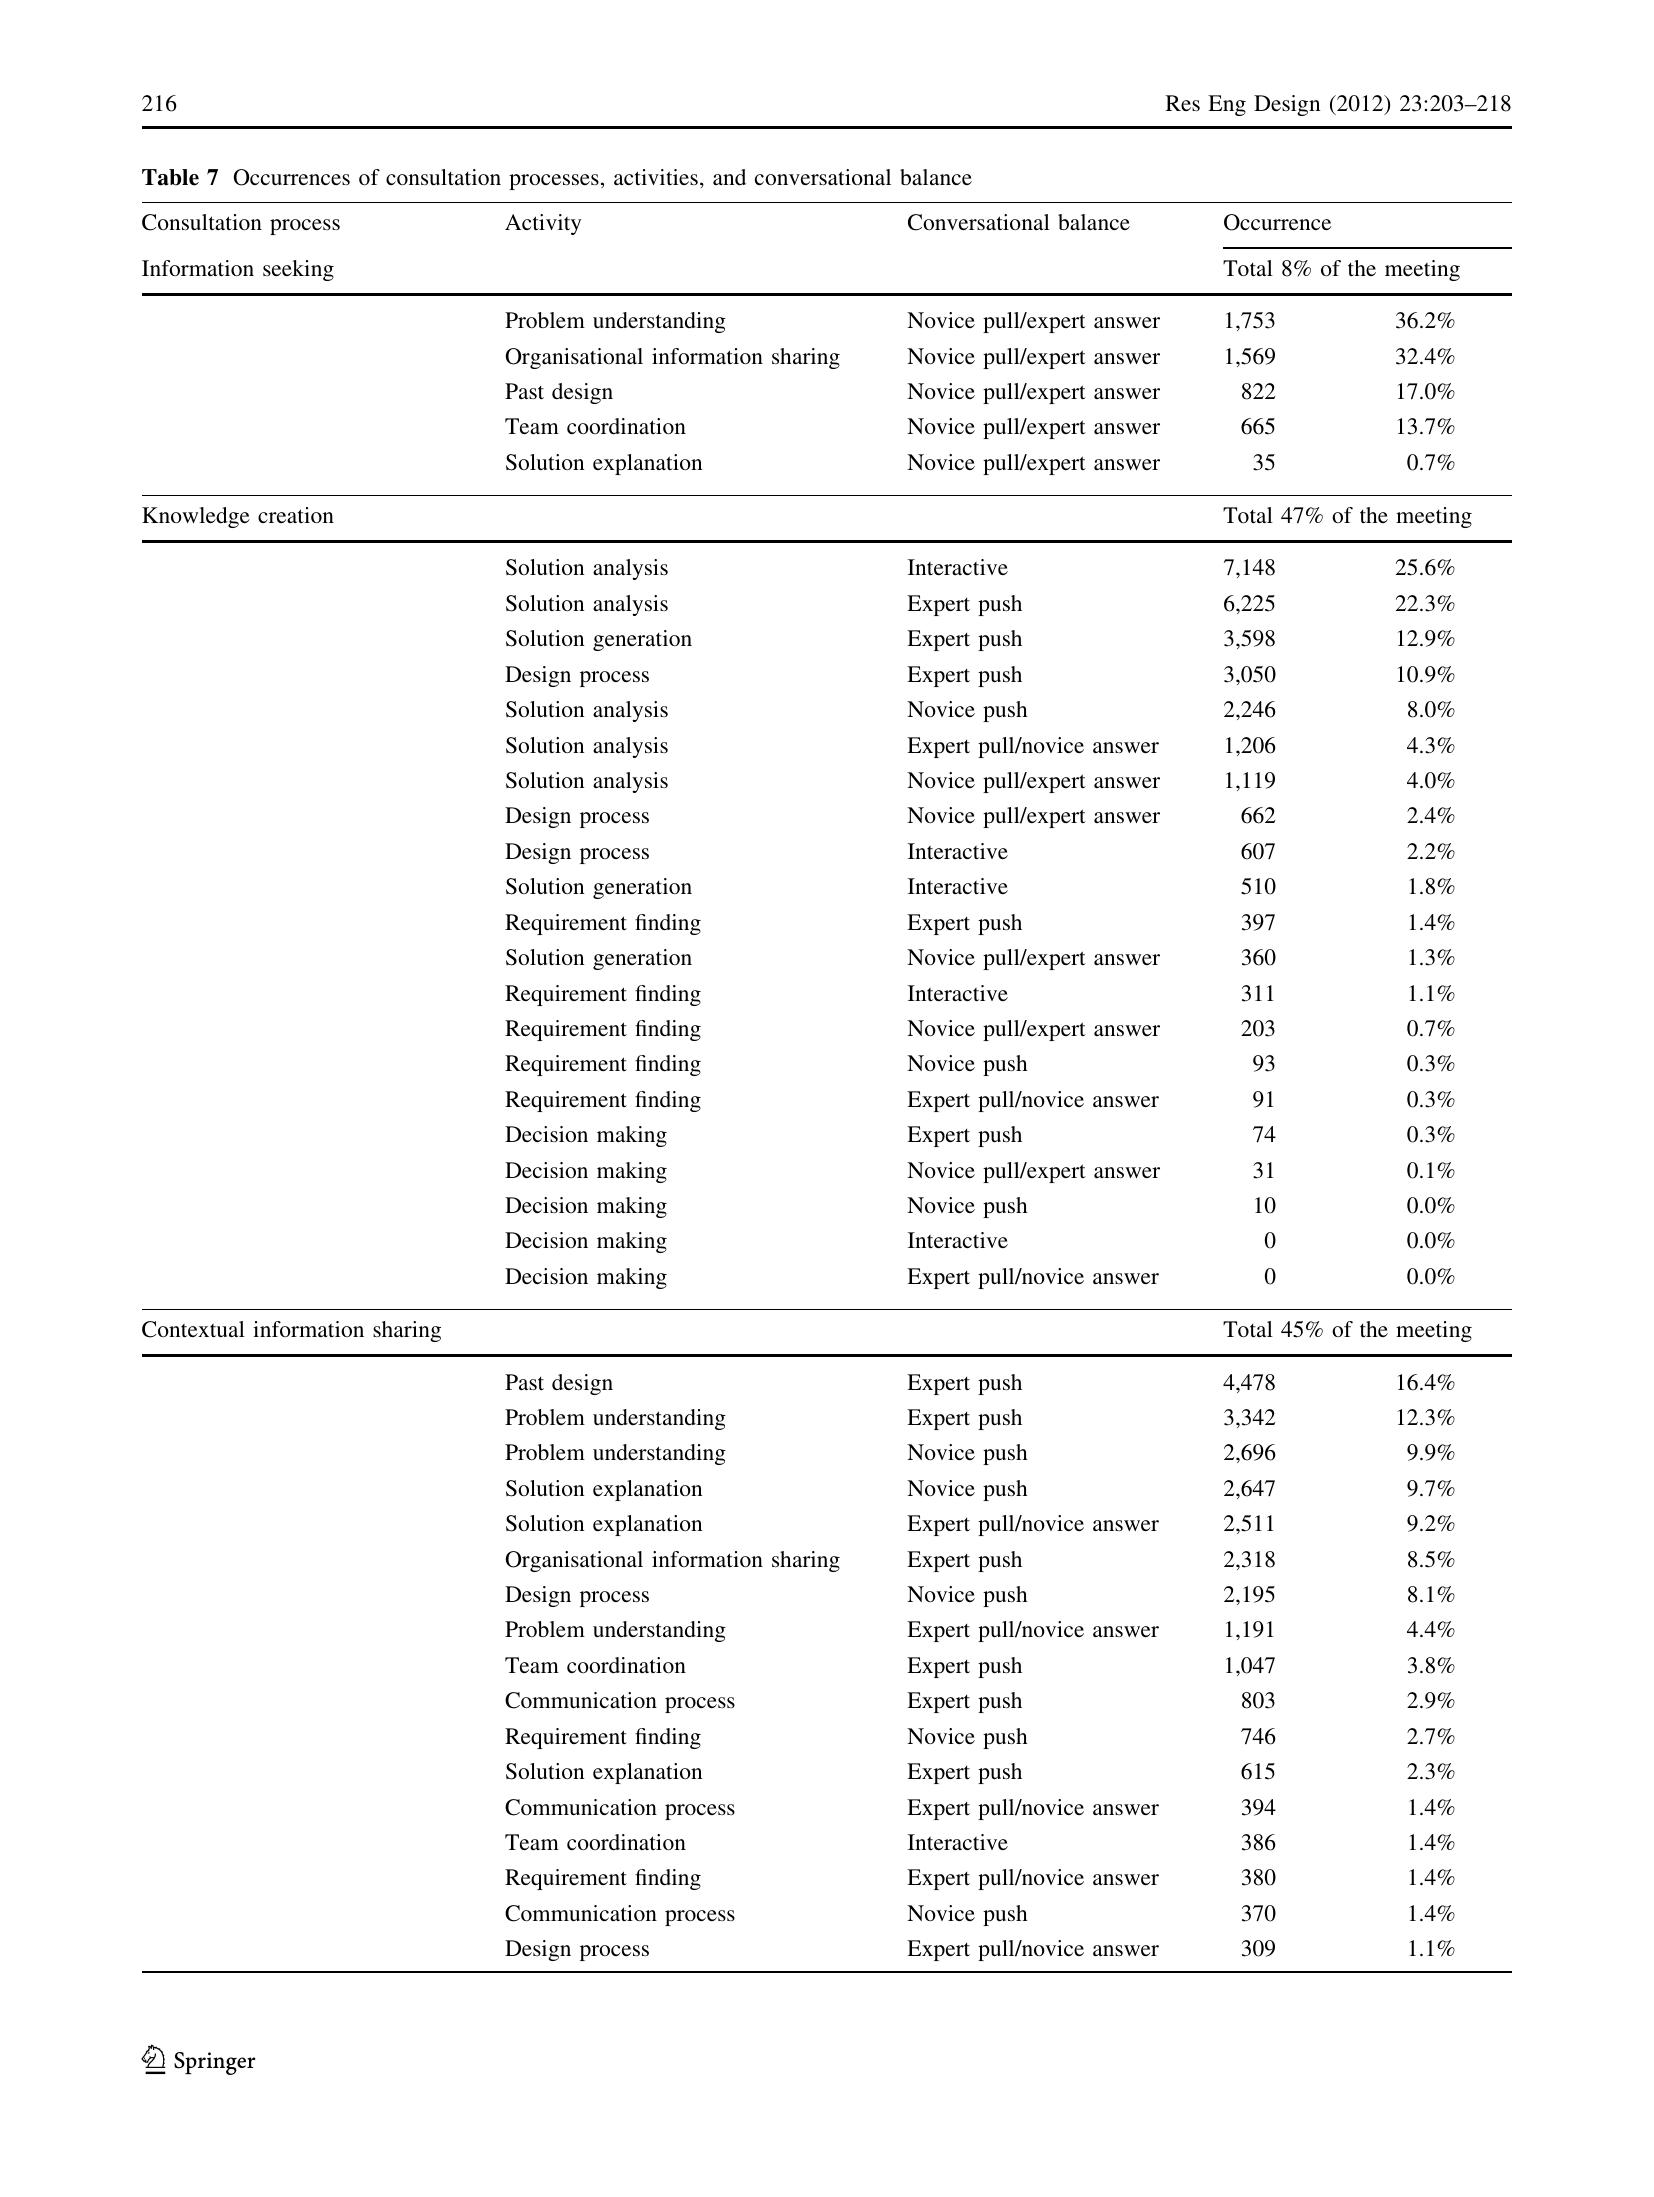 216 Res Eng Design (2012) 23:203–218
Table 7 Occurrences of consultation processes, activities, and conversational balance
Consultation process Activity Conversational balance Occurrence
Information seeking Total 8% of the meeting
Problem understanding Novice pull/expert answer 1,753 36.2%
Organisational information sharing Novice pull/expert answer 1,569 32.4%
Past design Novice pull/expert answer 822 17.0%
Team coordination Novice pull/expert answer 665 13.7%
Solution explanation Novice pull/expert answer 35 0.7%
Knowledge creation Total 47% of the meeting
Solution analysis Interactive 7,148 25.6%
Solution analysis Expert push 6,225 22.3%
Solution generation Expert push 3,598 12.9%
Design process Expert push 3,050 10.9%
Solution analysis Novice push 2,246 8.0%
Solution analysis Expert pull/novice answer 1,206 4.3%
Solution analysis Novice pull/expert answer 1,119 4.0%
Design process Novice pull/expert answer 662 2.4%
Design process Interactive 607 2.2%
Solution generation Interactive 510 1.8%
Requirement finding Expert push 397 1.4%
Solution generation Novice pull/expert answer 360 1.3%
Requirement finding Interactive 311 1.1%
Requirement finding Novice pull/expert answer 203 0.7%
Requirement finding Novice push 93 0.3%
Requirement finding Expert pull/novice answer 91 0.3%
Decision making Expert push 74 0.3%
Decision making Novice pull/expert answer 31 0.1%
Decision making Novice push 10 0.0%
Decision making Interactive 0 0.0%
Decision making Expert pull/novice answer 0 0.0%
Contextual information sharing Total 45% of the meeting
Past design Expert push 4,478 16.4%
Problem understanding Expert push 3,342 12.3%
Problem understanding Novice push 2,696 9.9%
Solution explanation Novice push 2,647 9.7%
Solution explanation Expert pull/novice answer 2,511 9.2%
Organisational information sharing Expert push 2,318 8.5%
Design process Novice push 2,195 8.1%
Problem understanding Expert pull/novice answer 1,191 4.4%
Team coordination Expert push 1,047 3.8%
Communication process Expert push 803 2.9%
Requirement finding Novice push 746 2.7%
Solution explanation Expert push 615 2.3%
Communication process Expert pull/novice answer 394 1.4%
Team coordination Interactive 386 1.4%
Requirement finding Expert pull/novice answer 380 1.4%
Communication process Novice push 370 1.4%
Design process Expert pull/novice answer 309 1.1%
Springer